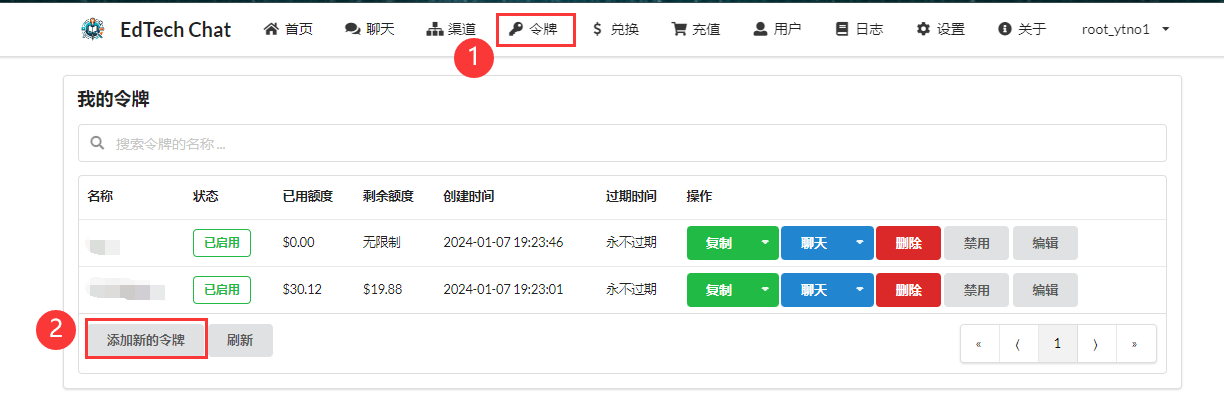 EdTech Chat 首页 聊天 渠道 令牌 兑换 充值 用户 日志 设置 关于 root_ytno1
1
我的令牌
搜索令牌的名称 ...
名称 状态 已用额度 剩余额度 创建时间 过期时间 操作
已启用 $0.00 无限制 2024-01-07 19:23:46 永不过期 复制 聊天 删除 禁用 编辑
已启用 $30.12 $19.88 2024-01-07 19:23:01 永不过期 复制 聊天 删除 禁用 编辑
2 添加新的令牌 刷新 « ⟨ 1 ⟩ »